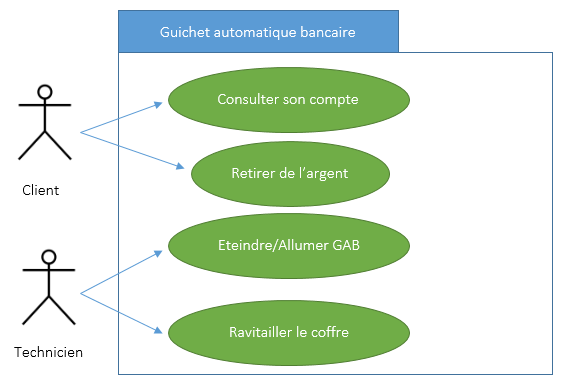 Guichet automatique bancaire
Consulter son compte
Client
Retirer de l'argent
Eteindre/Allumer GAB
Technicien
Ravitailler le coffre